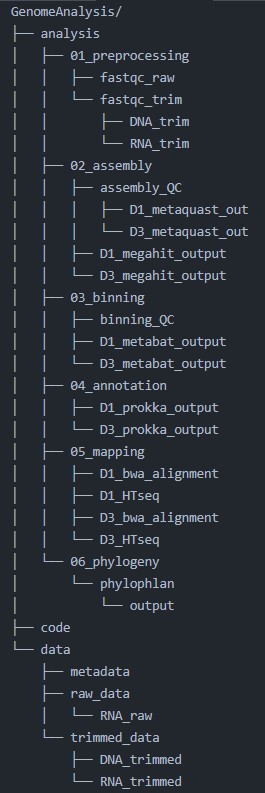 GenomeAnalysis/
├── analysis
│   ├── 01_preprocessing
│   │   ├── fastqc_raw
│   │   └── fastqc_trim
│   │       ├── DNA_trim
│   │       └── RNA_trim
│   ├── 02_assembly
│   │   ├── assembly_QC
│   │   │   ├── D1_metaquast_out
│   │   │   └── D3_metaquast_out
│   │   ├── D1_megahit_output
│   │   └── D3_megahit_output
│   ├── 03_binning
│   │   ├── binning_QC
│   │   ├── D1_metabat_output
│   │   └── D3_metabat_output
│   ├── 04_annotation
│   │   ├── D1_prokka_output
│   │   └── D3_prokka_output
│   ├── 05_mapping
│   │   ├── D1_bwa_alignment
│   │   ├── D1_HTseq
│   │   ├── D3_bwa_alignment
│   │   └── D3_HTseq
│   └── 06_phylogeny
│       └── phylophlan
│           └── output
├── code
└── data
    ├── metadata
    ├── raw_data
    │   └── RNA_raw
    └── trimmed_data
        ├── DNA_trimmed
        └── RNA_trimmed